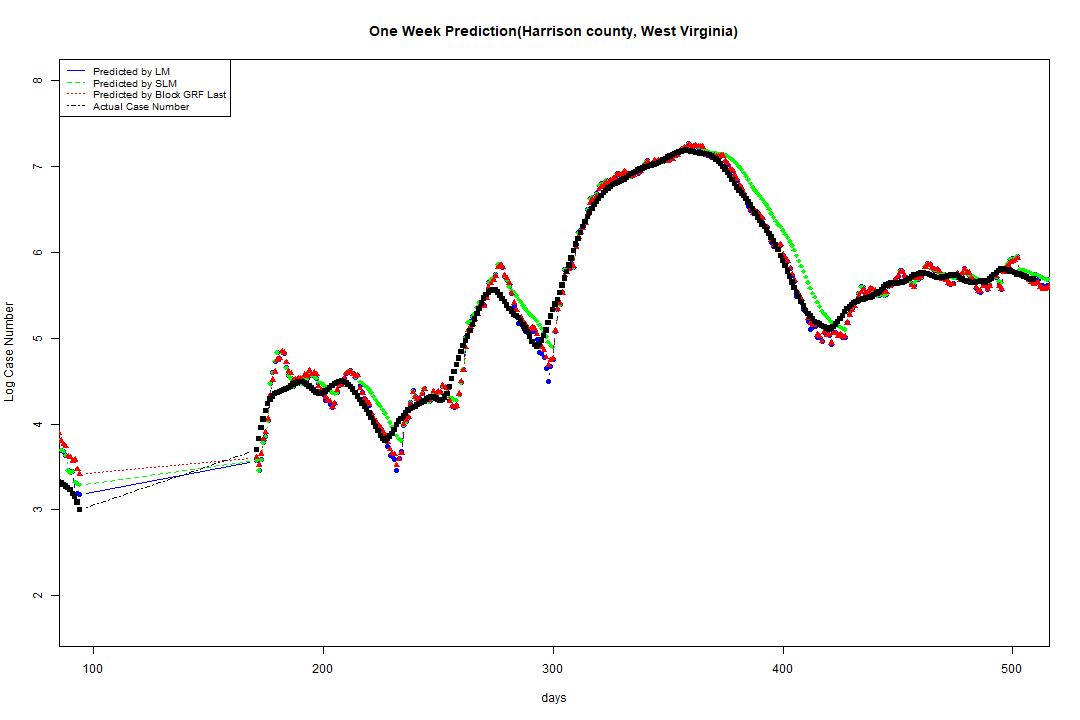 One Week Prediction(Harrison county, West Virginia)
Predicted by LM
Predicted by SLM
Predicted by Block GRF Last
Actual Case Number
8
7
6
5
4
3
2
Log Case Number
100 200 300 400 500
days